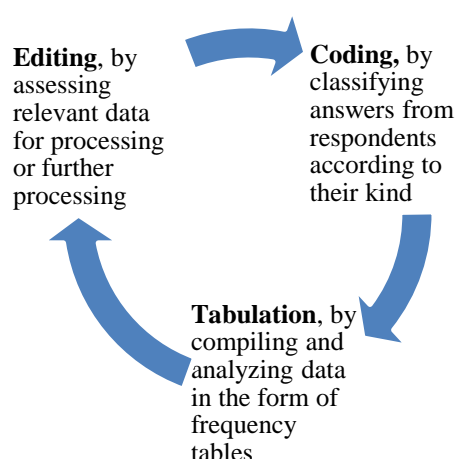 Editing, by
assessing
relevant data
for processing
or further
processing
Coding, by
classifying
answers from
respondents
according to
their kind
Tabulation, by
compiling and
analyzing data
in the form of
frequency
tables